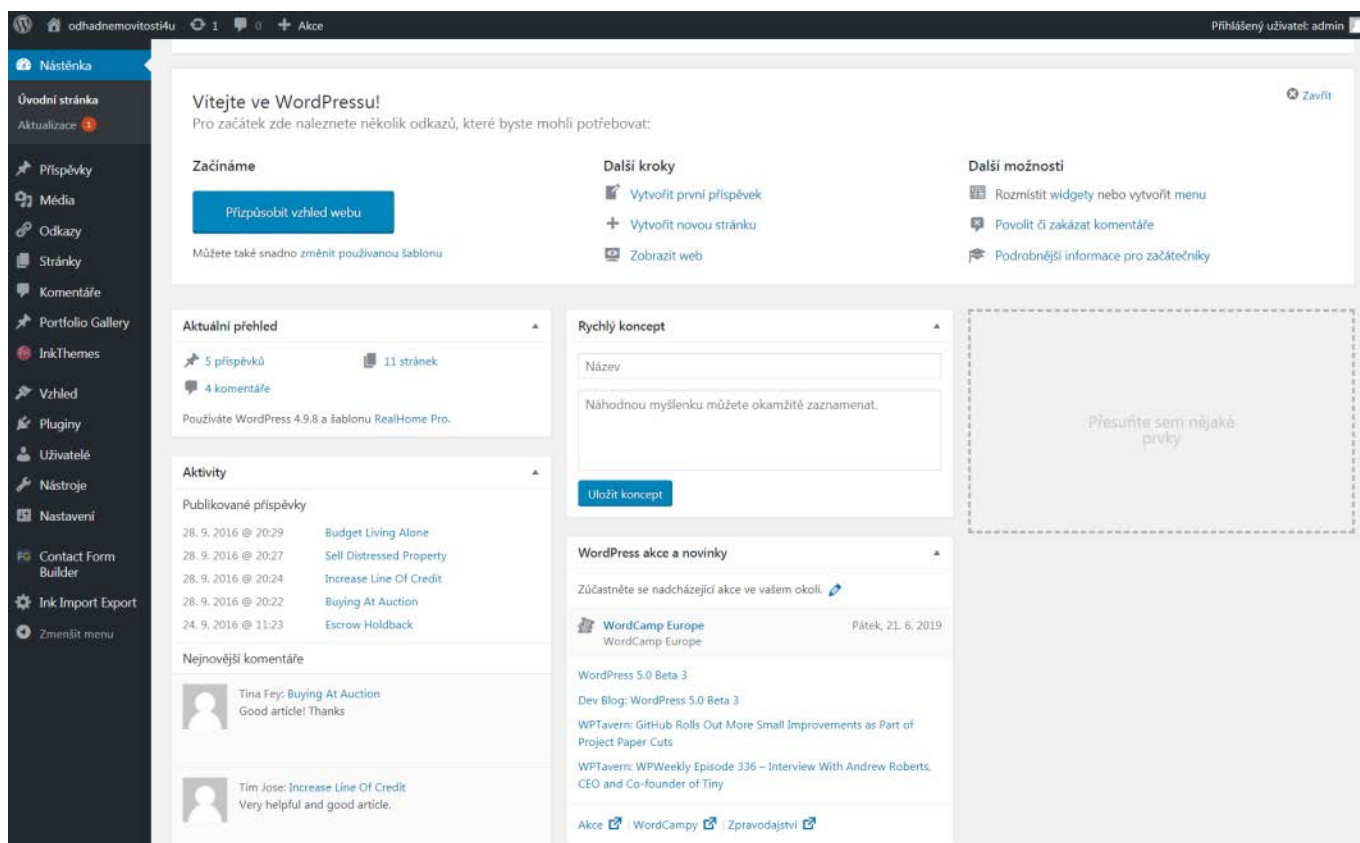 odhadnemovitosti4u 1 0 Akce
Přihlášený uživatel: admin
Nástěnka
Úvodní stránka
Aktualizace 1
Příspěvky
Média
Odkazy
Stránky
Komentáře
Portfolio Gallery
InkThemes
Vzhled
Pluginy
Uživatelé
Nástroje
Nastavení
FG Contact Form
Builder
Ink Import Export
Zmenšit menu
Vítejte ve WordPressu!
Zavřít
Pro začátek zde naleznete několik odkazů, které byste mohli potřebovat:
Začínáme
Přizpůsobit vzhled webu
Můžete také snadno změnit používanou šablonu
Další kroky
Vytvořit první příspěvek
Vytvořit novou stránku
Zobrazit web
Další možnosti
Rozmístit widgety nebo vytvořit menu
Povolit či zakázat komentáře
Podrobnější informace pro začátečníky
Aktuální přehled
5 příspěvků 11 stránek
4 komentáře
Používáte WordPress 4.9.8 a šablonu RealHome Pro.
Aktivity
Publikované příspěvky
28. 9. 2016 @ 20:29 Budget Living Alone
28. 9. 2016 @ 20:27 Sell Distressed Property
28. 9. 2016 @ 20:24 Increase Line Of Credit
28. 9. 2016 @ 20:22 Buying At Auction
24. 9. 2016 @ 11:23 Escrow Holdback
Nejnovější komentáře
Tina Fey: Buying At Auction
Good article! Thanks
Tim Jose: Increase Line Of Credit
Very helpful and good article.
Rychlý koncept
Název
Náhodnou myšlenku můžete okamžitě zaznamenat.
Uložit koncept
WordPress akce a novinky
Zúčastněte se nadcházející akce ve vašem okolí.
WordCamp Europe Pátek, 21. 6. 2019
WordCamp Europe
WordPress 5.0 Beta 3
Dev Blog: WordPress 5.0 Beta 3
WPTavern: GitHub Rolls Out More Small Improvements as Part of
Project Paper Cuts
WPTavern: WPWeekly Episode 336 – Interview With Andrew Roberts,
CEO and Co-founder of Tiny
Akce | WordCampy | Zpravodajství
Přesuňte sem nějaké
prvky